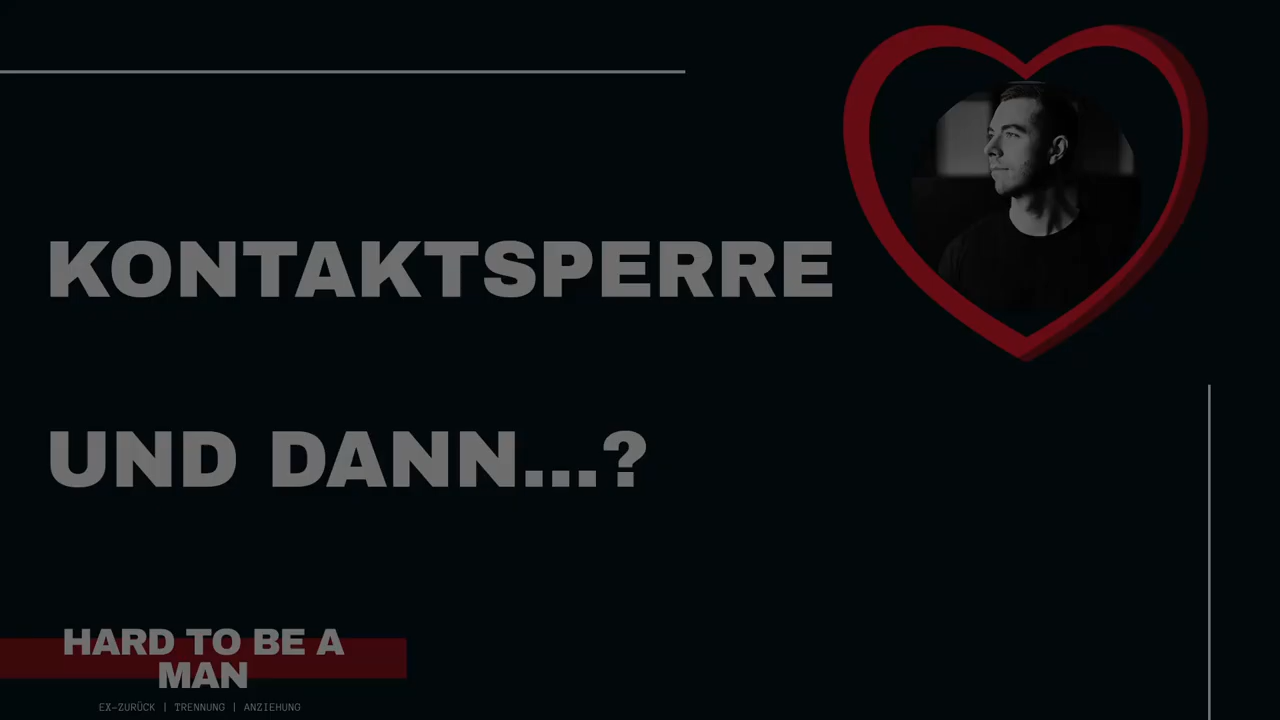 KONTAKTSPERRE
UND DANN...?
HARD TO BE A
MAN
EX-ZURÜCK | TRENNUNG | ANZIEHUNG